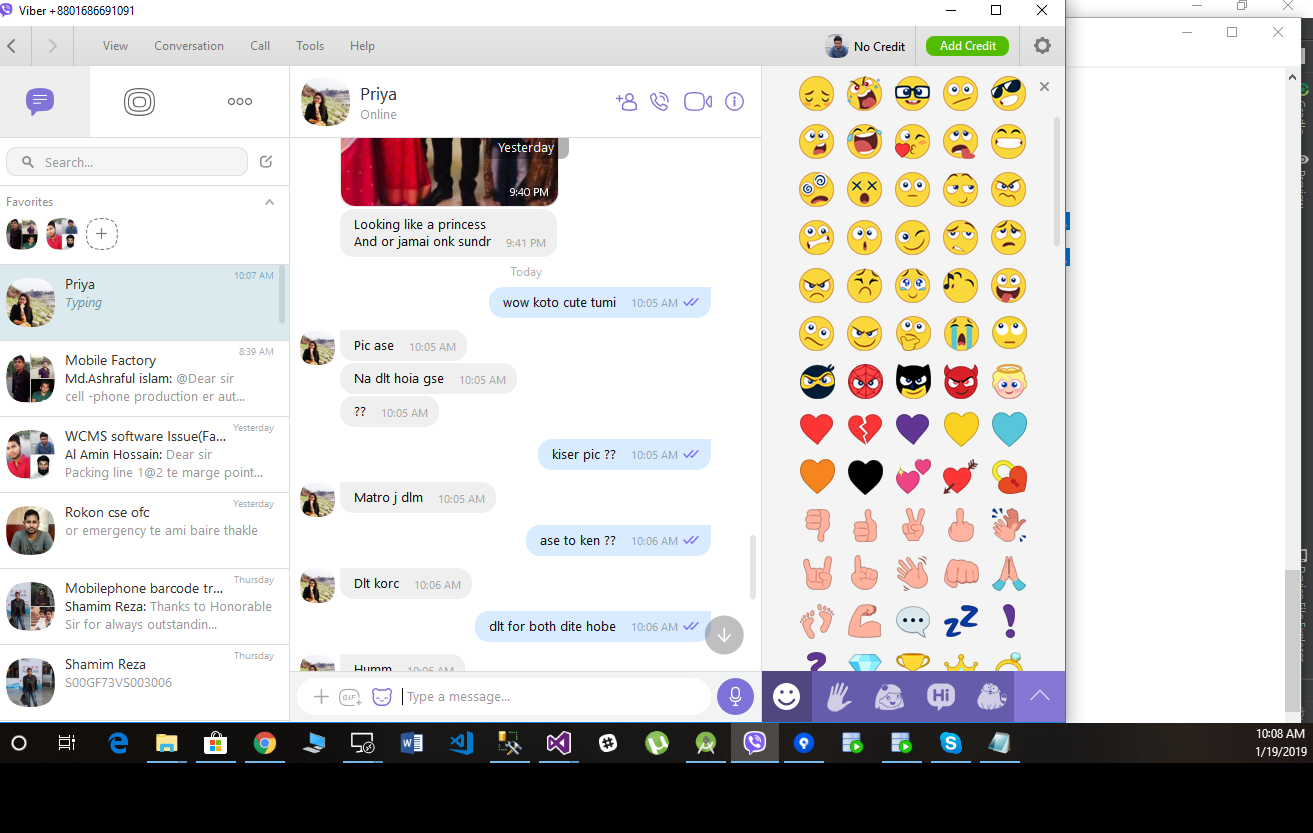 Viber +8801686691091
View Conversation Call Tools Help
No Credit
Add Credit
Search...
Favorites
Priya
10:07 AM
Typing
Mobile Factory
8:39 AM
Md.Ashraful islam: @Dear sir
cell -phone production er aut...
WCMS software Issue(Fa...
Yesterday
Al Amin Hossain: Dear sir
Packing line 1@2 te marge point...
Rokon cse ofc
Yesterday
or emergency te ami baire thakle
Mobilephone barcode tr...
Thursday
Shamim Reza: Thanks to Honorable
Sir for always outstandin...
Shamim Reza
Thursday
S00GF73VS003006
Priya
Online
Yesterday
9:40 PM
Looking like a princess
And or jamai onk sundr 9:41 PM
Today
wow koto cute tumi 10:05 AM
Pic ase 10:05 AM
Na dlt hoia gse 10:05 AM
?? 10:05 AM
kiser pic ?? 10:05 AM
Matro j dlm 10:05 AM
ase to ken ?? 10:06 AM
Dlt korc 10:06 AM
dlt for both dite hobe 10:06 AM
Humm 10:06 AM
GIF
Type a message...
Hi
10:08 AM
1/19/2019